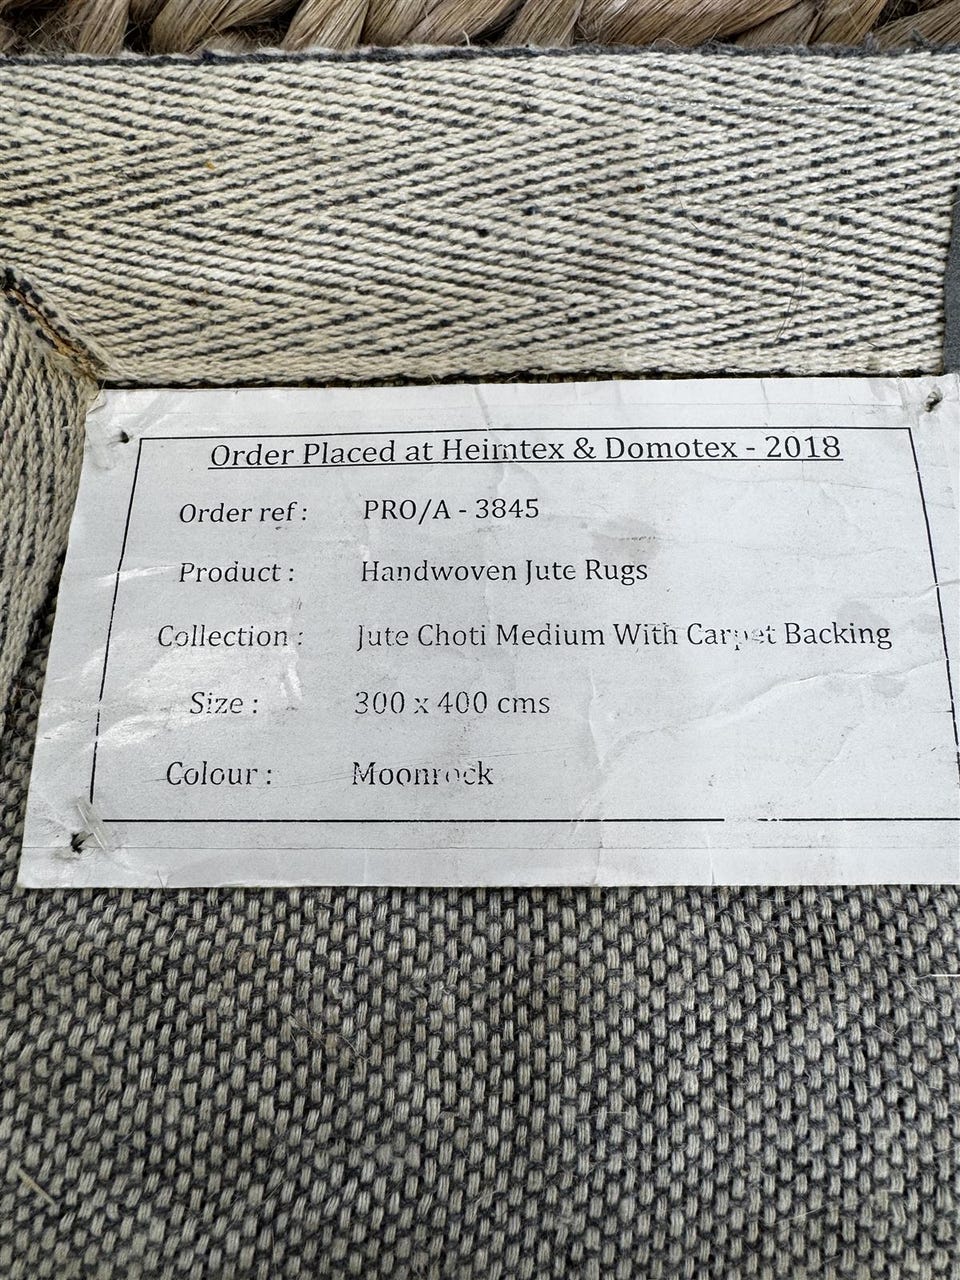 Order Placed at Heimtex & Domotex - 2018
Order ref : PRO/A - 3845
Product : Handwoven Jute Rugs
Collection : Jute Choti Medium With Carpet Backing
Size : 300 x 400 cms
Colour : Moonrock